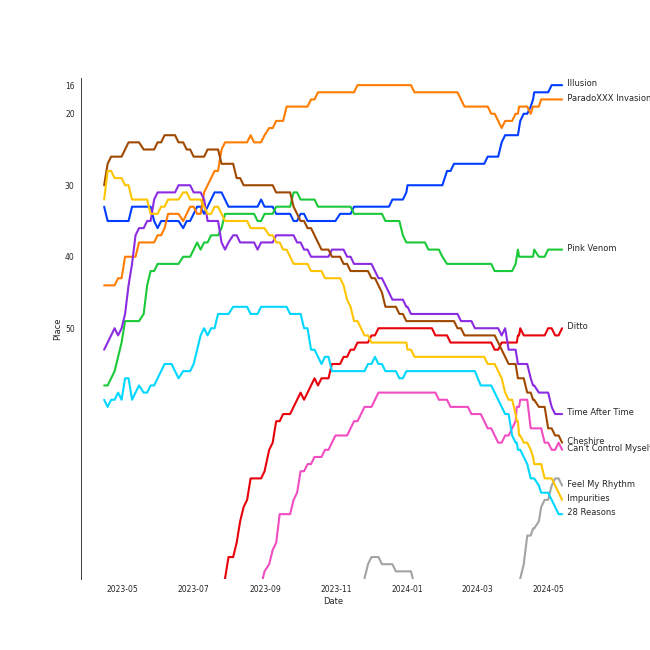 Illusion
16
ParadoXXX Invasion
20
30
Pink Venom
40
Ditto
50
Place
Time After Time
Cheshire
Can't Control Myself
Feel My Rhythm
Impurities
28 Reasons
2023-05 2023-07 2023-09 2023-11 2024-01 2024-03 2024-05
Date